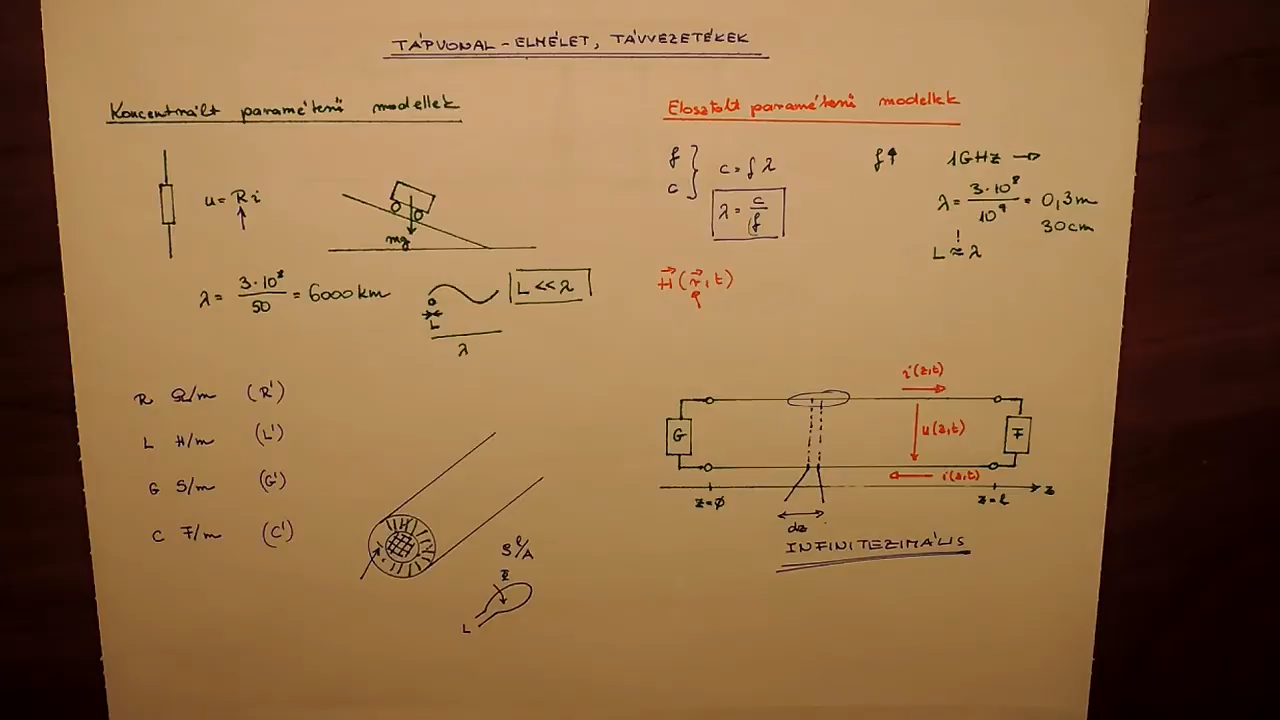 TÁPVONAL - ELMÉLET, TÁVVEZETÉKEK
Koncentrált paraméterű modellek
u = Ri
mg
λ = 3·10⁸/50 = 6000 km
L
λ
L << λ
R Ω/m (R')
L H/m (L')
G S/m (G')
C F/m (C')
ϱ l/A
Φ
L
Elosztott paraméterű modellek
f
c
c = f λ
λ = c/f
f↑ 1GHz →
λ = 3·10⁸/10⁹ = 0,3m
30cm
L ≈ λ
!
H(r,t)
i(z,t)
G
u(z,t)
F
i(z,t)
z=0
z=l
z
dz
INFINITEZIMÁLIS